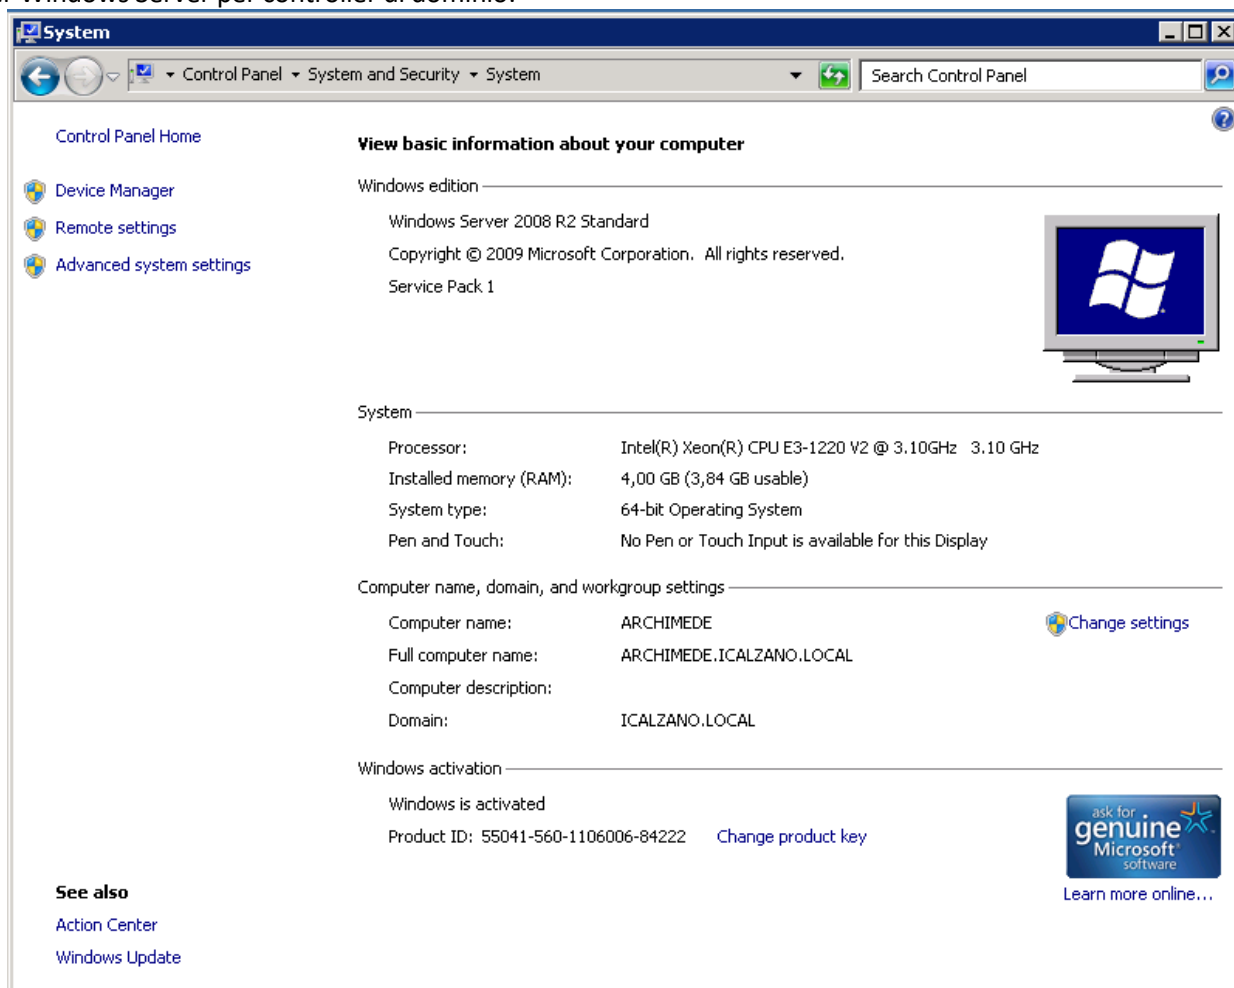 Windows Server per controller di dominio.
System
Control Panel System and Security System
Search Control Panel
Control Panel Home
Device Manager
Remote settings
Advanced system settings
View basic information about your computer
Windows edition
Windows Server 2008 R2 Standard
Copyright © 2009 Microsoft Corporation. All rights reserved.
Service Pack 1
System
Processor: Intel(R) Xeon(R) CPU E3-1220 V2 @ 3.10GHz 3.10 GHz
Installed memory (RAM): 4,00 GB (3,84 GB usable)
System type: 64-bit Operating System
Pen and Touch: No Pen or Touch Input is available for this Display
Computer name, domain, and workgroup settings
Computer name: ARCHIMEDE
Change settings
Full computer name: ARCHIMEDE.ICALZANO.LOCAL
Computer description:
Domain: ICALZANO.LOCAL
Windows activation
Windows is activated
Product ID: 55041-560-1106006-84222 Change product key
ask for
genuine
Microsoft
software
Learn more online...
See also
Action Center
Windows Update